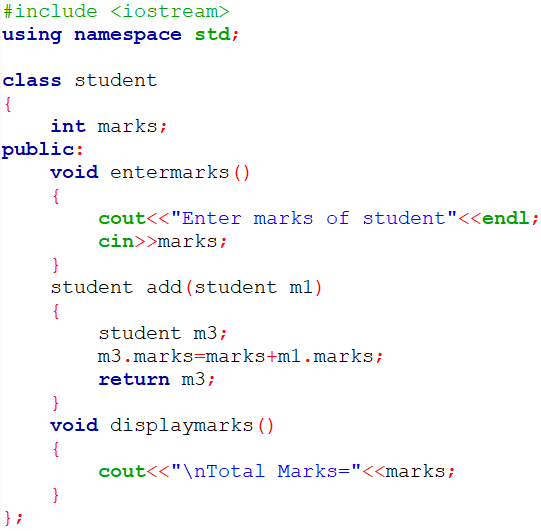 #include <iostream>
using namespace std;
class student
{
    int marks;
public:
    void entermarks()
    {
        cout<<"Enter marks of student"<<endl;
        cin>>marks;
    }
    student add(student m1)
    {
        student m3;
        m3.marks=marks+m1.marks;
        return m3;
    }
    void displaymarks()
    {
        cout<<"\nTotal Marks="<<marks;
    }
};